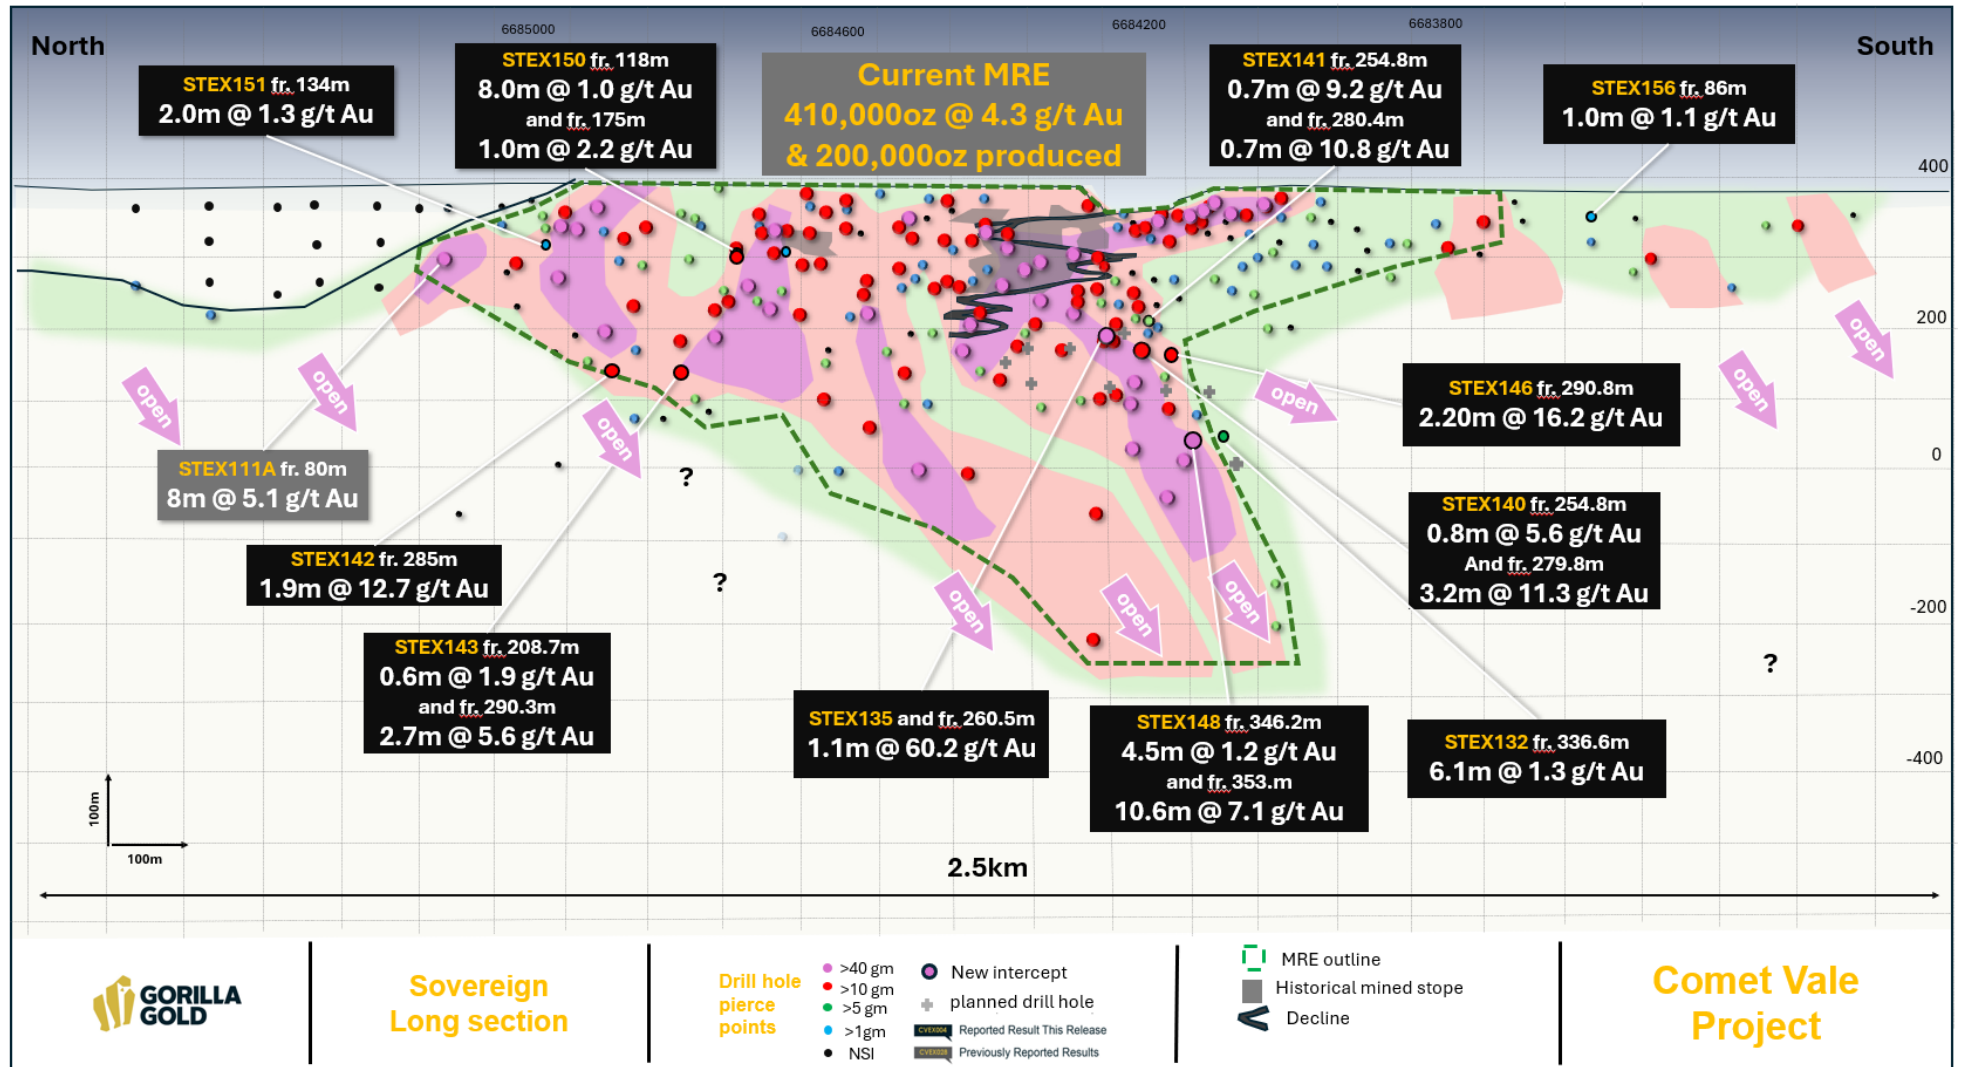 6685000
6684600
6684200
6683800
North
South
STEX151 fr. 134m
2.0m @ 1.3 g/t Au
STEX150 fr. 118m
8.0m @ 1.0 g/t Au
and fr. 175m
1.0m @ 2.2 g/t Au
Current MRE
410,000oz @ 4.3 g/t Au
& 200,000oz produced
STEX141 fr. 254.8m
0.7m @ 9.2 g/t Au
and fr. 280.4m
0.7m @ 10.8 g/t Au
STEX156 fr. 86m
1.0m @ 1.1 g/t Au
400
200
0
-200
-400
open
open
open
open
open
open
open
open
open
STEX111A fr. 80m
8m @ 5.1 g/t Au
STEX146 fr. 290.8m
2.20m @ 16.2 g/t Au
?
?
?
STEX142 fr. 285m
1.9m @ 12.7 g/t Au
STEX140 fr. 254.8m
0.8m @ 5.6 g/t Au
And fr. 279.8m
3.2m @ 11.3 g/t Au
STEX143 fr. 208.7m
0.6m @ 1.9 g/t Au
and fr. 290.3m
2.7m @ 5.6 g/t Au
STEX135 and fr. 260.5m
1.1m @ 60.2 g/t Au
STEX148 fr. 346.2m
4.5m @ 1.2 g/t Au
and fr. 353.m
10.6m @ 7.1 g/t Au
STEX132 fr. 336.6m
6.1m @ 1.3 g/t Au
100m
100m
2.5km
GORILLA
GOLD
Sovereign
Long section
Drill hole
pierce
points
>40 gm
>10 gm
>5 gm
>1gm
NSI
New intercept
planned drill hole
CVEX004 Reported Result This Release
CVEX028 Previously Reported Results
MRE outline
Historical mined stope
Decline
Comet Vale
Project